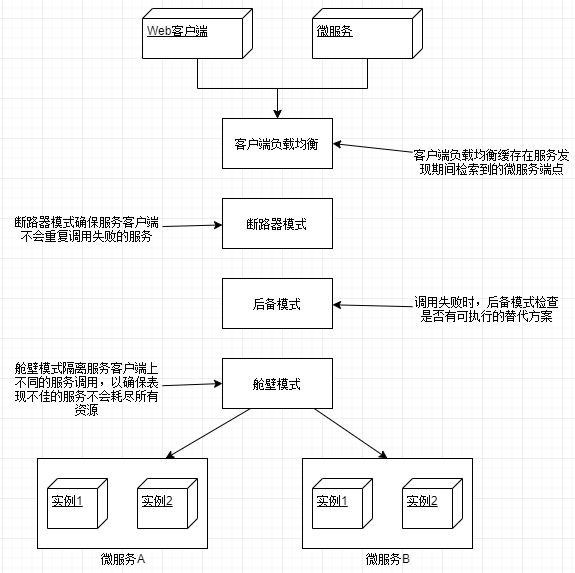 Web客户端
微服务
客户端负载均衡
客户端负载均衡缓存在服务发
现期间检索到的微服务端点
断路器模式确保服务客户端
不会重复调用失败的服务
断路器模式
后备模式
调用失败时，后备模式检查
是否有可执行的替代方案
舱壁模式隔离服务客户端上
不同的服务调用，以确保表
现不佳的服务不会耗尽所有
资源
舱壁模式
实例1
实例2
实例1
实例2
微服务A
微服务B